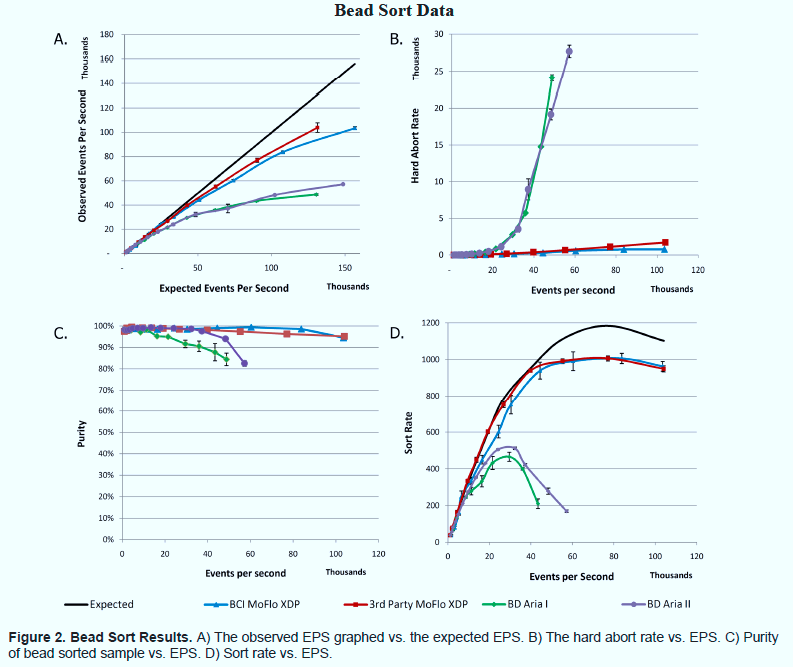 Bead Sort Data
A.
180
160
140
120
100
80
60
40
20
-
Thousands
Observed Events Per Second
-
50
100
150
Expected Events Per Second
Thousands
B.
30
25
20
15
10
5
0
Thousands
Hard Abort Rate
-
20
40
60
80
100
120
Events per second
Thousands
C.
100%
90%
80%
70%
60%
50%
40%
30%
20%
10%
0%
Purity
0
20
40
60
80
100
120
Events per second
Thousands
D.
1200
1000
800
600
400
200
0
Sort Rate
0
20
40
60
80
100
120
Events per Second
Thousands
Expected
BCI MoFlo XDP
3rd Party MoFlo XDP
BD Aria I
BD Aria II
Figure 2. Bead Sort Results. A) The observed EPS graphed vs. the expected EPS. B) The hard abort rate vs. EPS. C) Purity
of bead sorted sample vs. EPS. D) Sort rate vs. EPS.